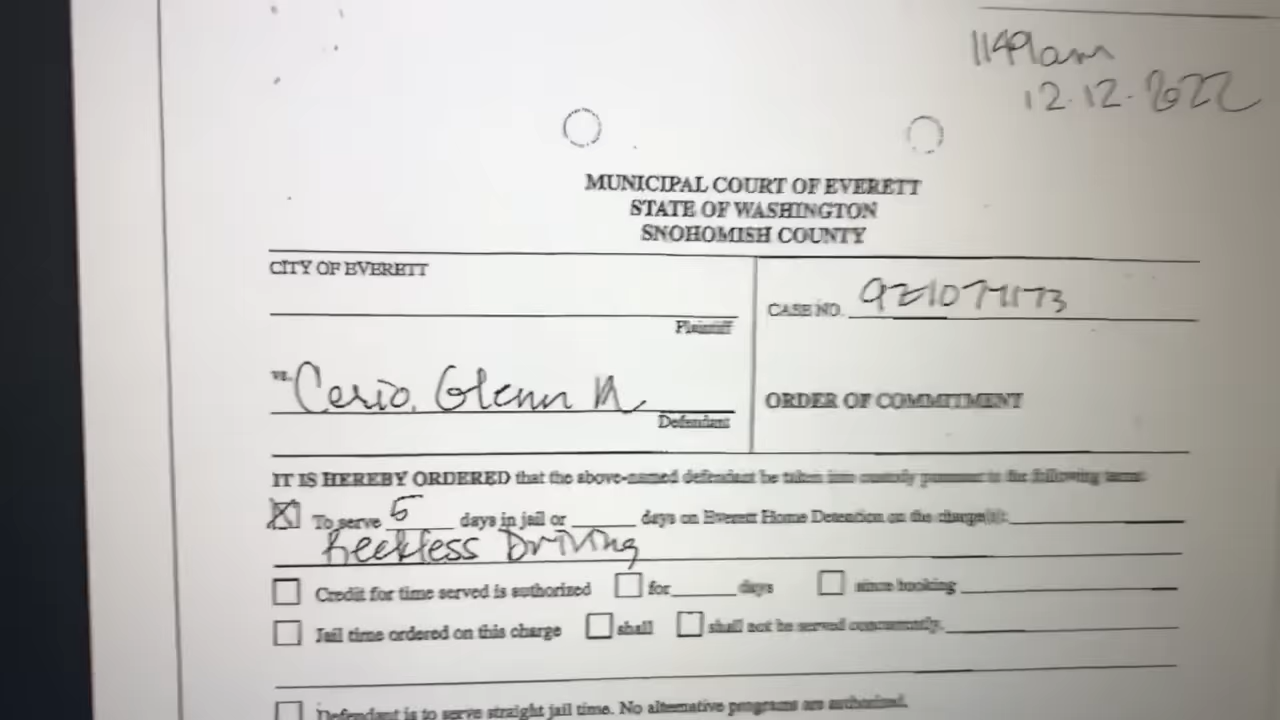 1149am
12.12.2022
MUNICIPAL COURT OF EVERETT
STATE OF WASHINGTON
SNOHOMISH COUNTY
CITY OF EVERETT
Plaintiff
CASE NO.
vs. Cerio, Glenn
Defendant
ORDER OF COMMITMENT
IT IS HEREBY ORDERED that the above-named defendant be taken into custody pursuant to the following terms:
To serve 5 days in jail or days on Everett Home Detention on the charge(s):
Reckless Driving
Credit for time served is authorized for days since booking
Jail time ordered on this charge shall shall not be served concurrently.
Defendant is to serve straight jail time. No alternative programs are authorized.